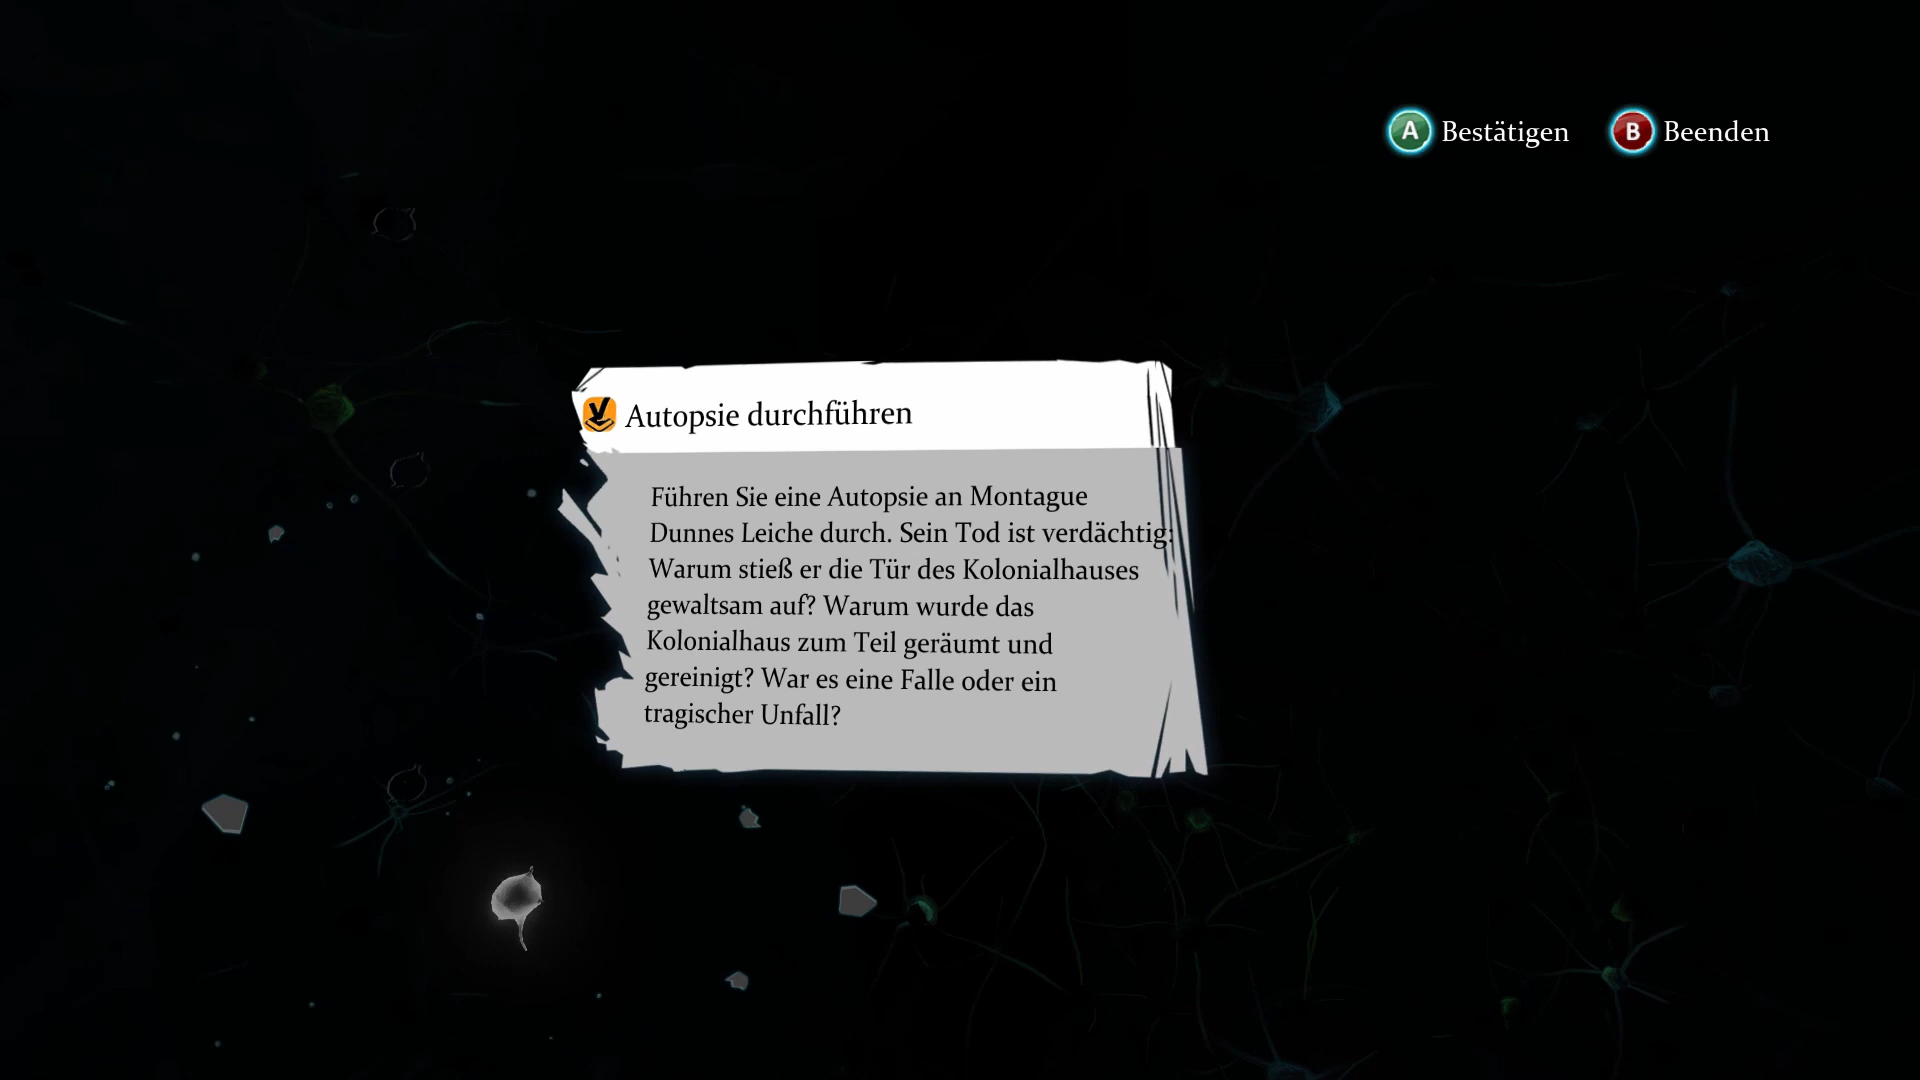 A Bestätigen B Beenden
Autopsie durchführen
Führen Sie eine Autopsie an Montague
Dunnes Leiche durch. Sein Tod ist verdächtig:
Warum stieß er die Tür des Kolonialhauses
gewaltsam auf? Warum wurde das
Kolonialhaus zum Teil geräumt und
gereinigt? War es eine Falle oder ein
tragischer Unfall?